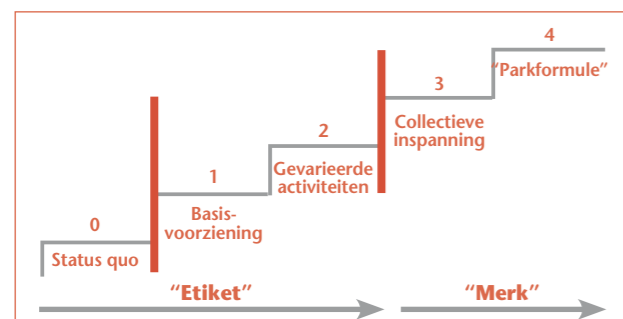 4
"Parkformule"
3
Collectieve
inspanning
2
Gevarieerde
activiteiten
1
Basis-
voorziening
0
Status quo
"Etiket"
"Merk"